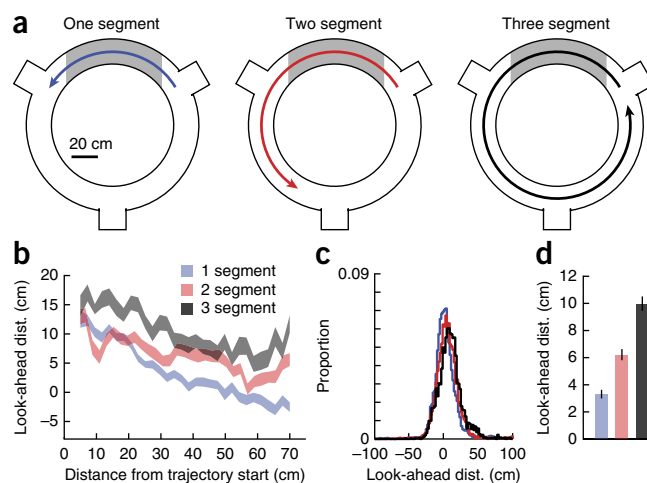 a
One segment
Two segment
Three segment
20 cm
b
Look-ahead dist. (cm)
20
15
10
5
0
−5
0
10
20
30
40
50
60
70
Distance from trajectory start (cm)
1 segment
2 segment
3 segment
c
Proportion
0.09
0
−100
−50
0
50
100
Look-ahead dist. (cm)
d
Look-ahead dist. (cm)
12
10
8
6
4
2
0